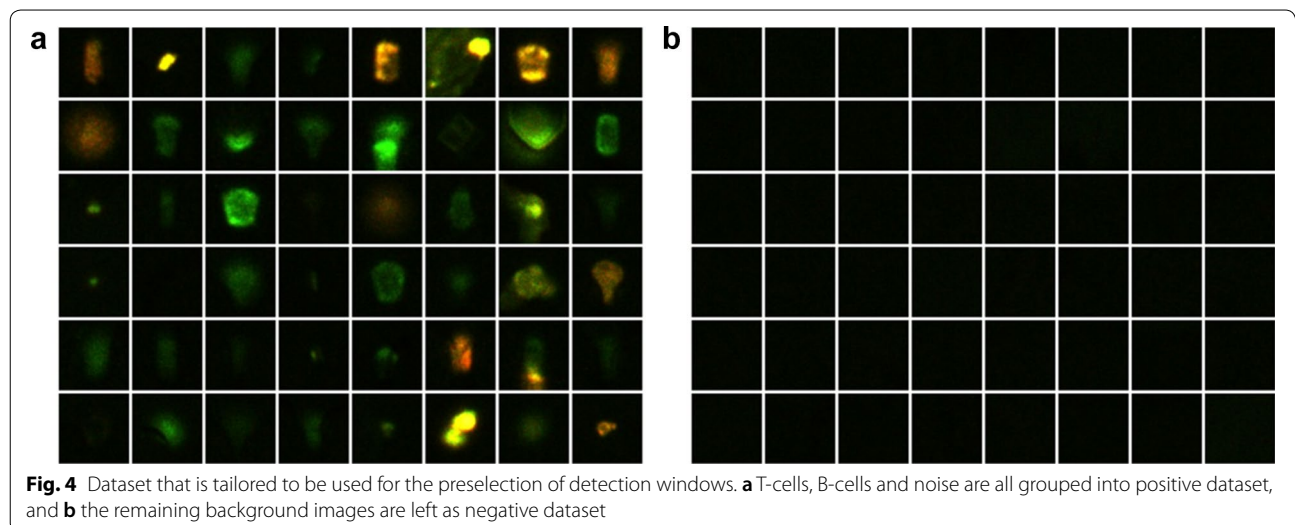 a b
Fig. 4 Dataset that is tailored to be used for the preselection of detection windows. a T-cells, B-cells and noise are all grouped into positive dataset,
and b the remaining background images are left as negative dataset